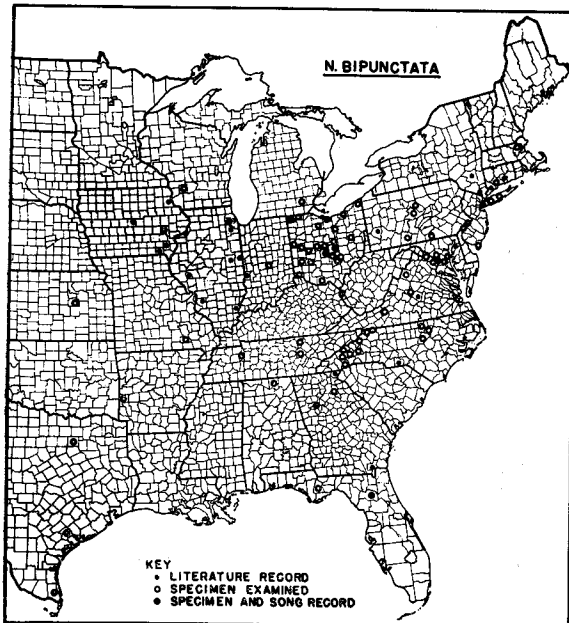 N. BIPUNCTATA
KEY
LITERATURE RECORD
SPECIMEN EXAMINED
SPECIMEN AND SONG RECORD